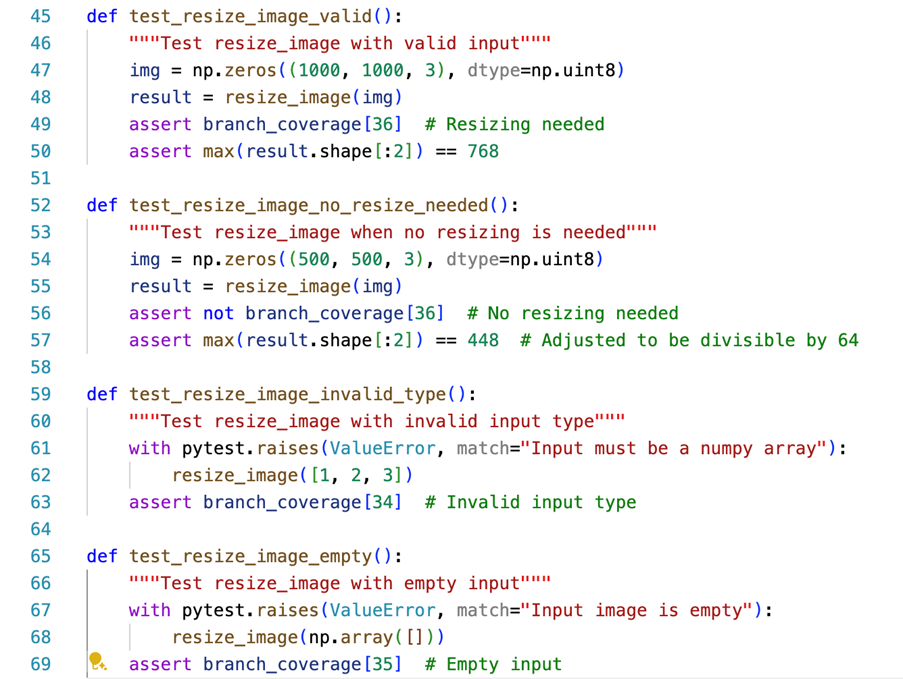 45 def test_resize_image_valid():
46     """Test resize_image with valid input"""
47     img = np.zeros((1000, 1000, 3), dtype=np.uint8)
48     result = resize_image(img)
49     assert branch_coverage[36]  # Resizing needed
50     assert max(result.shape[:2]) == 768
51
52 def test_resize_image_no_resize_needed():
53     """Test resize_image when no resizing is needed"""
54     img = np.zeros((500, 500, 3), dtype=np.uint8)
55     result = resize_image(img)
56     assert not branch_coverage[36]  # No resizing needed
57     assert max(result.shape[:2]) == 448  # Adjusted to be divisible by 64
58
59 def test_resize_image_invalid_type():
60     """Test resize_image with invalid input type"""
61     with pytest.raises(ValueError, match="Input must be a numpy array"):
62         resize_image([1, 2, 3])
63     assert branch_coverage[34]  # Invalid input type
64
65 def test_resize_image_empty():
66     """Test resize_image with empty input"""
67     with pytest.raises(ValueError, match="Input image is empty"):
68         resize_image(np.array([]))
69     assert branch_coverage[35]  # Empty input